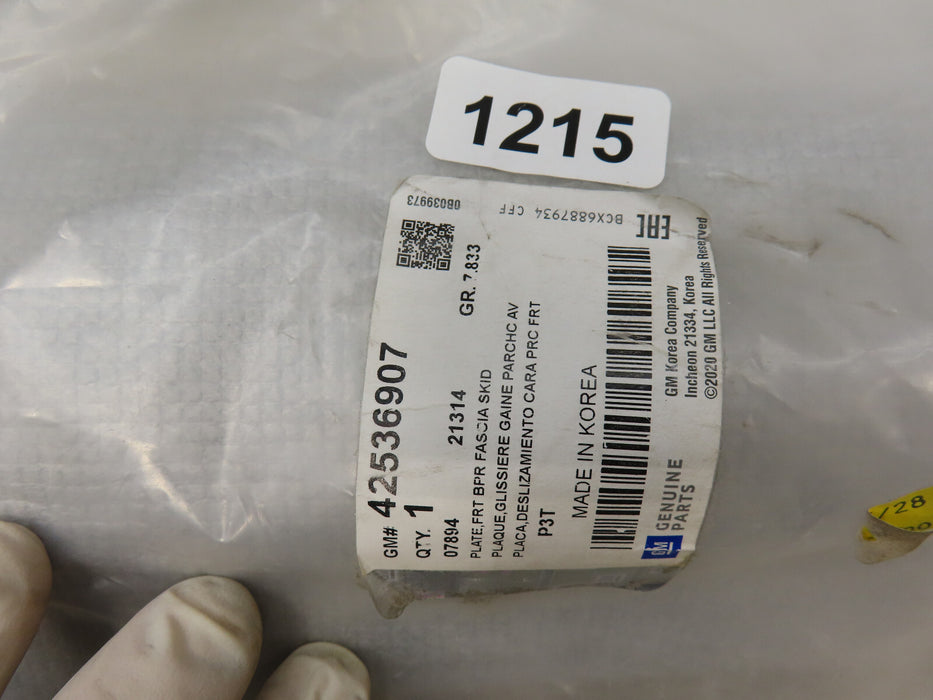 1215
0B039973
BCX6887934 CFF
EAC
GM# 42536907
QTY. 1
GR. 7.833
07894
21314
PLATE,FRT BPR FASCIA SKID
PLAQUE,GLISSIERE GAINE PARCHC AV
PLACA,DESLIZAMIENTO CARA PRC FRT
P3T
MADE IN KOREA
GM
GENUINE
PARTS
GM Korea Company
Incheon 21334, Korea
©2020 GM LLC All Rights Reserved